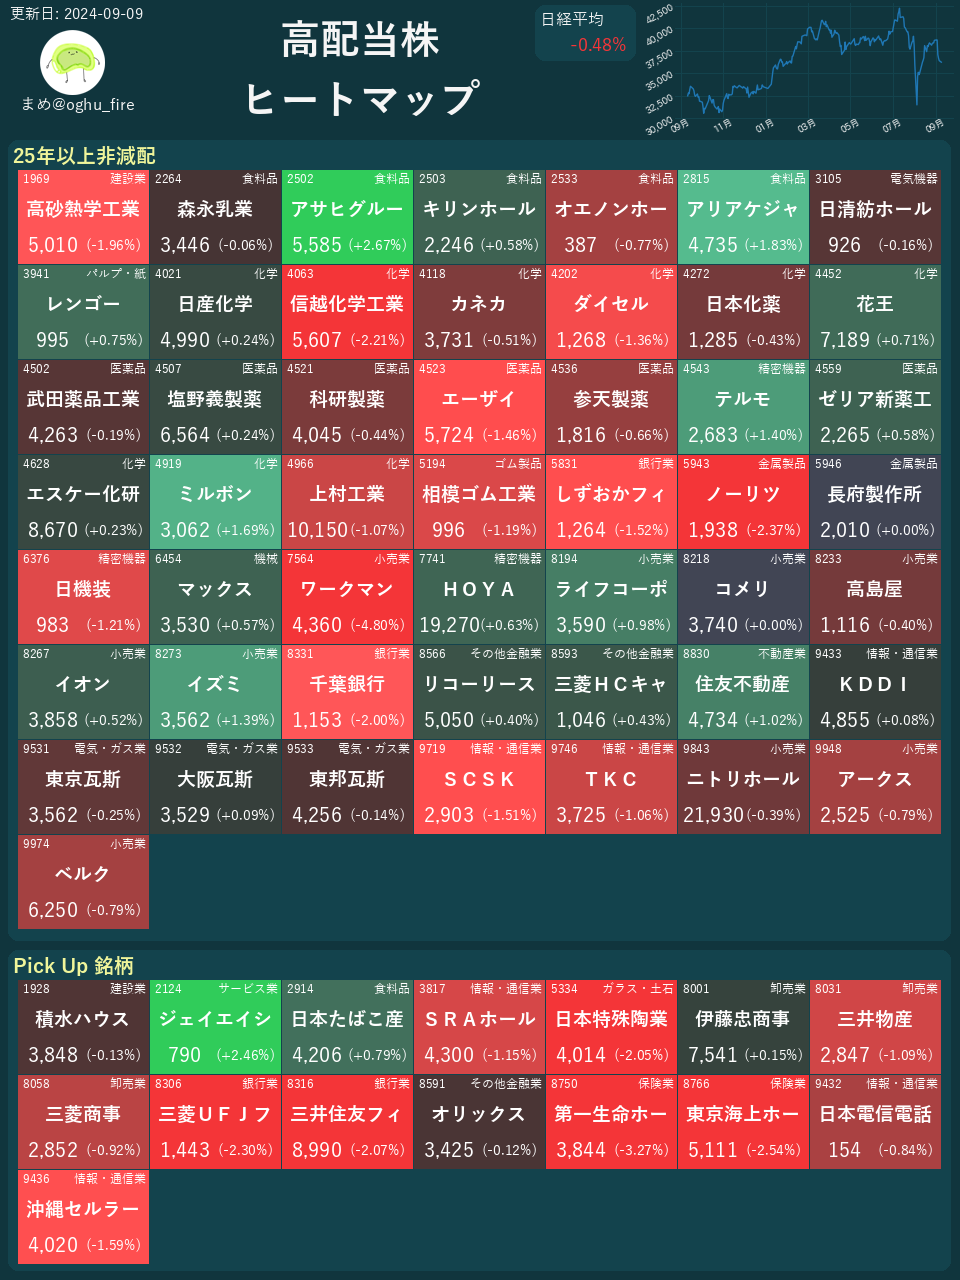 更新日: 2024-09-09
まめ@oghu_fire
高配当株
ヒートマップ
日経平均
-0.48%
42,500
40,000
37,500
35,000
32,500
30,000
09月 11月 01月 03月 05月 07月 09月
25年以上非減配
1969 建設業
高砂熱学工業
5,010 (-1.96%)
2264 食料品
森永乳業
3,446 (-0.06%)
2502 食料品
アサヒグルー
5,585 (+2.67%)
2503 食料品
キリンホール
2,246 (+0.58%)
2533 食料品
オエノンホー
387 (-0.77%)
2815 食料品
アリアケジャ
4,735 (+1.83%)
3105 電気機器
日清紡ホール
926 (-0.16%)
3941 パルプ・紙
レンゴー
995 (+0.75%)
4021 化学
日産化学
4,990 (+0.24%)
4063 化学
信越化学工業
5,607 (-2.21%)
4118 化学
カネカ
3,731 (-0.51%)
4202 化学
ダイセル
1,268 (-1.36%)
4272 化学
日本化薬
1,285 (-0.43%)
4452 化学
花王
7,189 (+0.71%)
4502 医薬品
武田薬品工業
4,263 (-0.19%)
4507 医薬品
塩野義製薬
6,564 (+0.24%)
4521 医薬品
科研製薬
4,045 (-0.44%)
4523 医薬品
エーザイ
5,724 (-1.46%)
4536 医薬品
参天製薬
1,816 (-0.66%)
4543 精密機器
テルモ
2,683 (+1.40%)
4559 医薬品
ゼリア新薬工
2,265 (+0.58%)
4628 化学
エスケー化研
8,670 (+0.23%)
4919 化学
ミルボン
3,062 (+1.69%)
4966 化学
上村工業
10,150 (-1.07%)
5194 ゴム製品
相模ゴム工業
996 (-1.19%)
5831 銀行業
しずおかフィ
1,264 (-1.52%)
5943 金属製品
ノーリツ
1,938 (-2.37%)
5946 金属製品
長府製作所
2,010 (+0.00%)
6376 精密機器
日機装
983 (-1.21%)
6454 機械
マックス
3,530 (+0.57%)
7564 小売業
ワークマン
4,360 (-4.80%)
7741 精密機器
ＨＯＹＡ
19,270 (+0.63%)
8194 小売業
ライフコーポ
3,590 (+0.98%)
8218 小売業
コメリ
3,740 (+0.00%)
8233 小売業
高島屋
1,116 (-0.40%)
8267 小売業
イオン
3,858 (+0.52%)
8273 小売業
イズミ
3,562 (+1.39%)
8331 銀行業
千葉銀行
1,153 (-2.00%)
8566 その他金融業
リコーリース
5,050 (+0.40%)
8593 その他金融業
三菱ＨＣキャ
1,046 (+0.43%)
8830 不動産業
住友不動産
4,734 (+1.02%)
9433 情報・通信業
ＫＤＤＩ
4,855 (+0.08%)
9531 電気・ガス業
東京瓦斯
3,562 (-0.25%)
9532 電気・ガス業
大阪瓦斯
3,529 (+0.09%)
9533 電気・ガス業
東邦瓦斯
4,256 (-0.14%)
9719 情報・通信業
ＳＣＳＫ
2,903 (-1.51%)
9746 情報・通信業
ＴＫＣ
3,725 (-1.06%)
9843 小売業
ニトリホール
21,930 (-0.39%)
9948 小売業
アークス
2,525 (-0.79%)
9974 小売業
ベルク
6,250 (-0.79%)
Pick Up 銘柄
1928 建設業
積水ハウス
3,848 (-0.13%)
2124 サービス業
ジェイエイシ
790 (+2.46%)
2914 食料品
日本たばこ産
4,206 (+0.79%)
3817 情報・通信業
ＳＲＡホール
4,300 (-1.15%)
5334 ガラス・土石
日本特殊陶業
4,014 (-2.05%)
8001 卸売業
伊藤忠商事
7,541 (+0.15%)
8031 卸売業
三井物産
2,847 (-1.09%)
8058 卸売業
三菱商事
2,852 (-0.92%)
8306 銀行業
三菱ＵＦＪフ
1,443 (-2.30%)
8316 銀行業
三井住友フィ
8,990 (-2.07%)
8591 その他金融業
オリックス
3,425 (-0.12%)
8750 保険業
第一生命ホー
3,844 (-3.27%)
8766 保険業
東京海上ホー
5,111 (-2.54%)
9432 情報・通信業
日本電信電話
154 (-0.84%)
9436 情報・通信業
沖縄セルラー
4,020 (-1.59%)